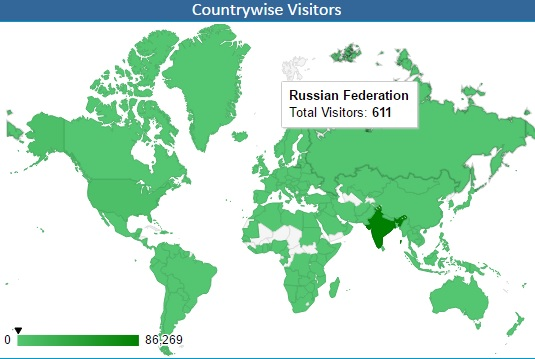 Countrywise Visitors
Russian Federation
Total Visitors: 611
0 86,269